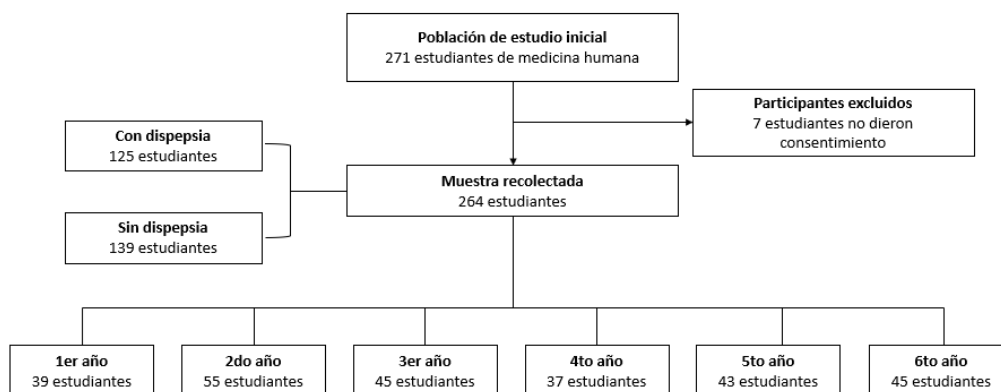 Población de estudio inicial
271 estudiantes de medicina humana
Participantes excluidos
7 estudiantes no dieron
consentimiento
Con dispepsia
125 estudiantes
Muestra recolectada
264 estudiantes
Sin dispepsia
139 estudiantes
1er año
39 estudiantes
2do año
55 estudiantes
3er año
45 estudiantes
4to año
37 estudiantes
5to año
43 estudiantes
6to año
45 estudiantes